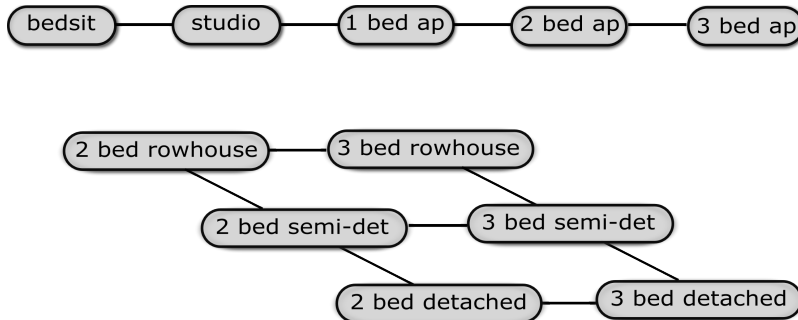 bedsit
studio
1 bed ap
2 bed ap
3 bed ap
2 bed rowhouse
3 bed rowhouse
2 bed semi-det
3 bed semi-det
2 bed detached
3 bed detached